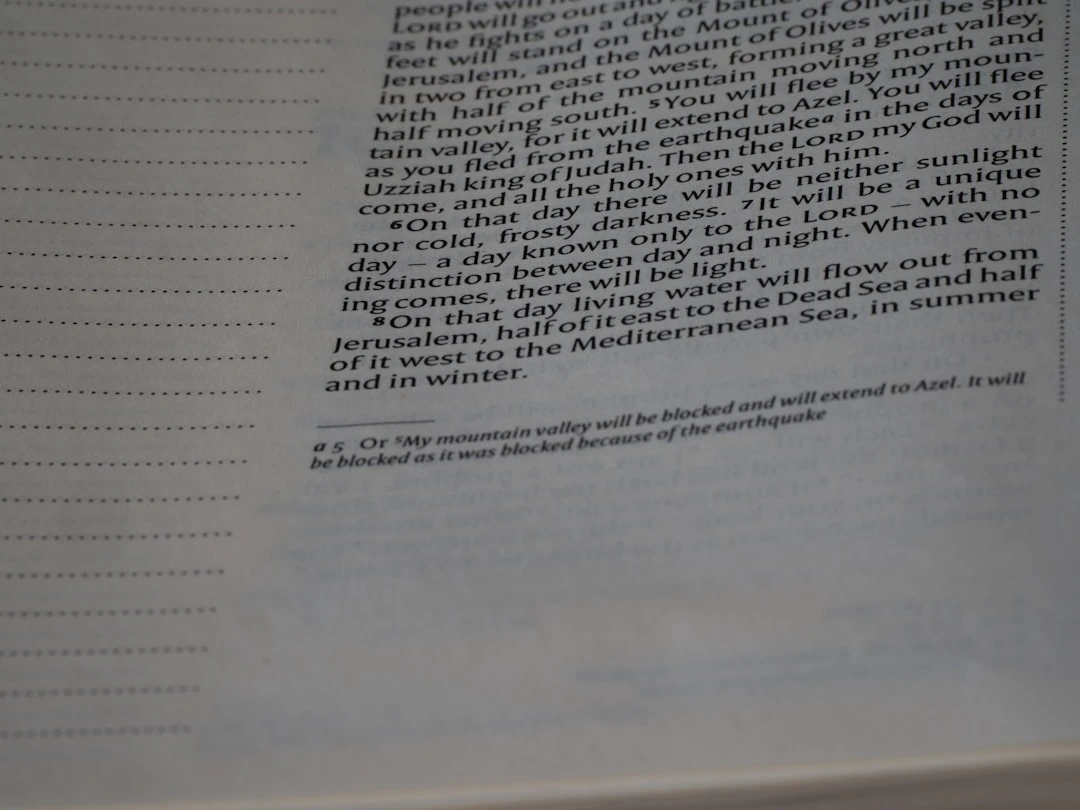 people will
LORD will go out and
as he fights on a day of battle.
feet will stand on the Mount of Olives
Jerusalem, and the Mount of Olives will be split
in two from east to west, forming a great valley,
with half of the mountain moving north and
half moving south. 5You will flee by my moun-
tain valley, for it will extend to Azel. You will flee
as you fled from the earthquakea in the days of
Uzziah king of Judah. Then the LORD my God will
come, and all the holy ones with him.
6On that day there will be neither sunlight
nor cold, frosty darkness. 7It will be a unique
day – a day known only to the LORD – with no
distinction between day and night. When even-
ing comes, there will be light.
8On that day living water will flow out from
Jerusalem, half of it east to the Dead Sea and half
of it west to the Mediterranean Sea, in summer
and in winter.
a 5 Or 5My mountain valley will be blocked and will extend to Azel. It will
be blocked as it was blocked because of the earthquake